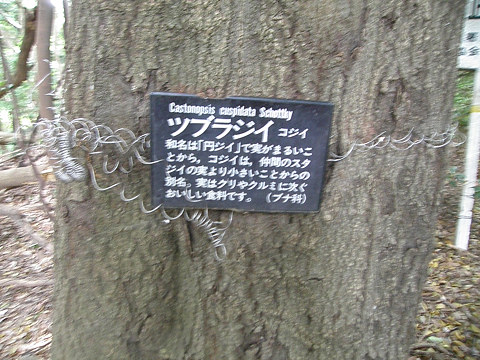 Castanopsis cuspidata Schottky
ツブラジイ コジイ
和名は「円ジイ」で実がまるいこ
とから，コジイは，仲間のスタ
ジイの実より小さいことからの
別名。実はクリやクルミに次ぐ
おいしい食料です。（ブナ科）